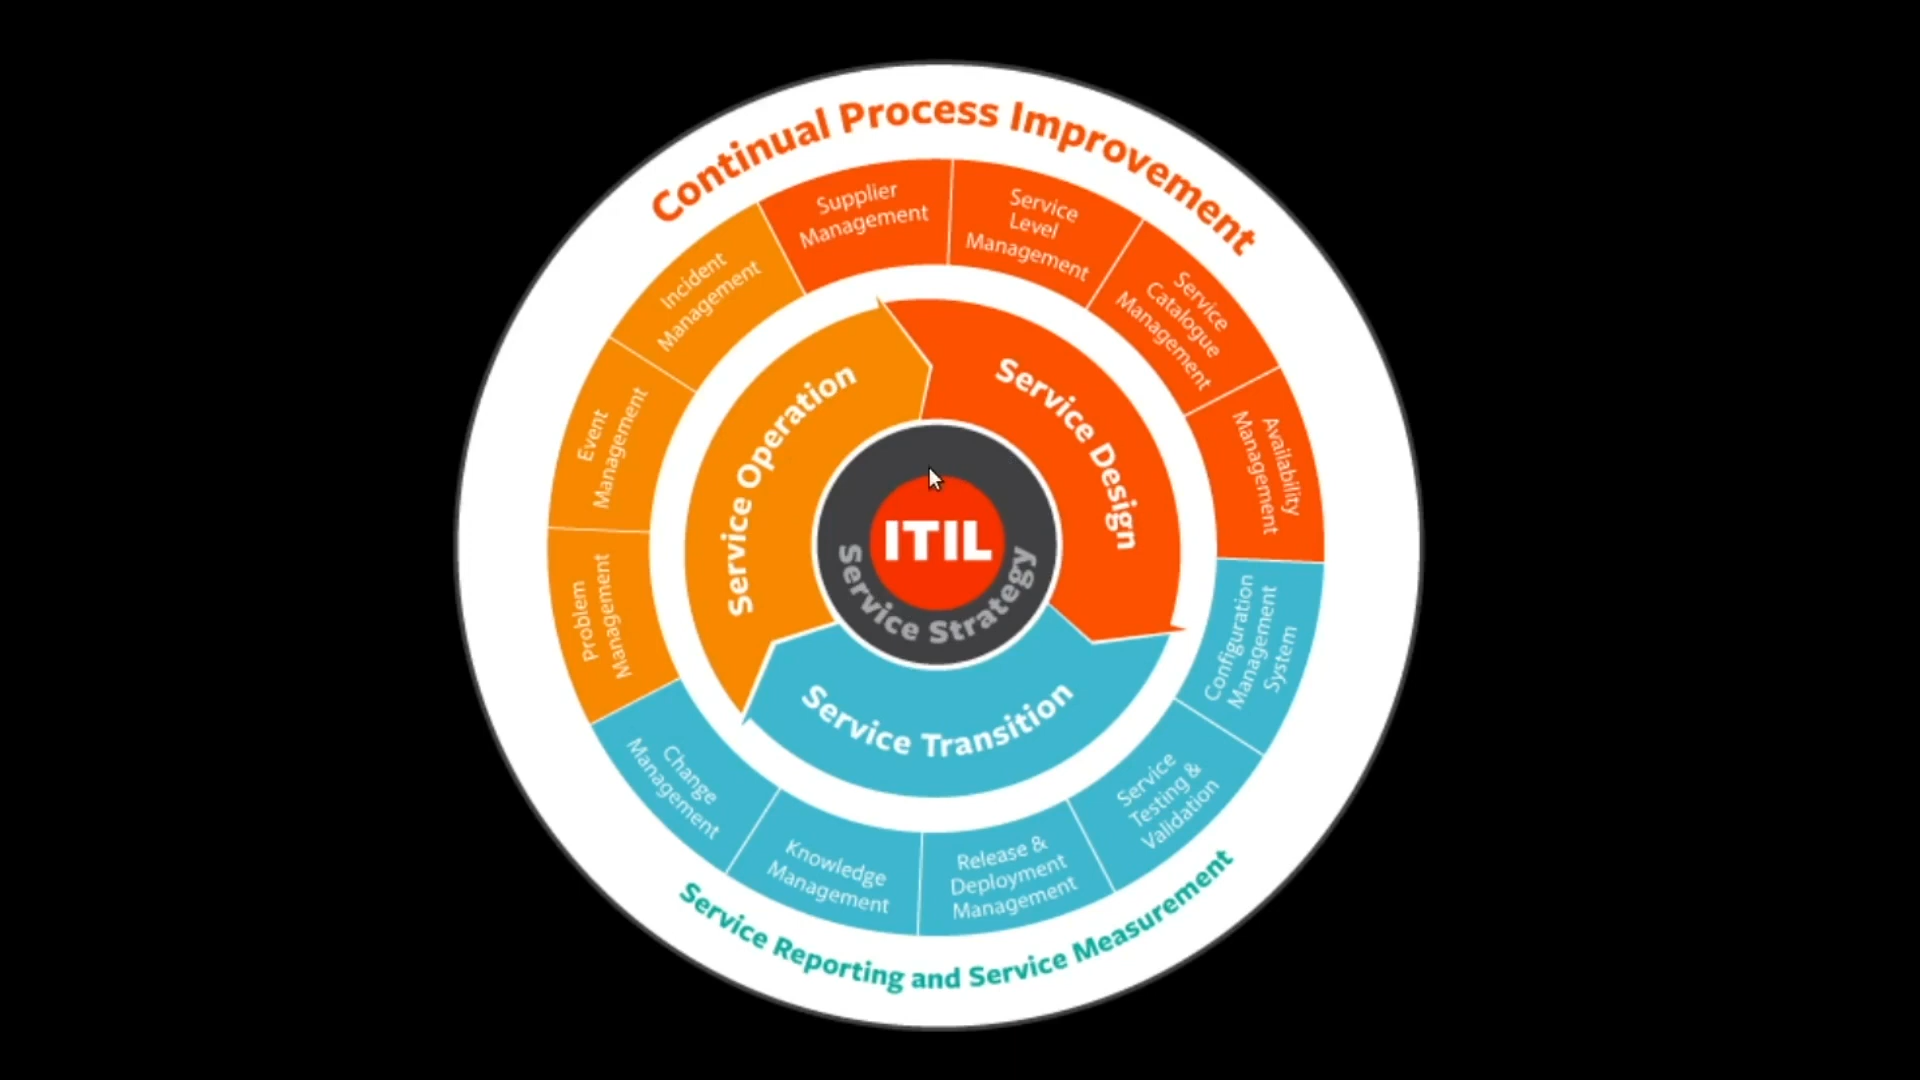 Continual Process Improvement
Supplier
Management
Service
Level
Management
Service
Catalogue
Management
Availability
Management
Configuration
Management
System
Service
Testing &
Validation
Release &
Deployment
Management
Knowledge
Management
Change
Management
Problem
Management
Event
Management
Incident
Management
Service Operation
Service Design
Service Transition
ITIL
Service Strategy
Service Reporting and Service Measurement